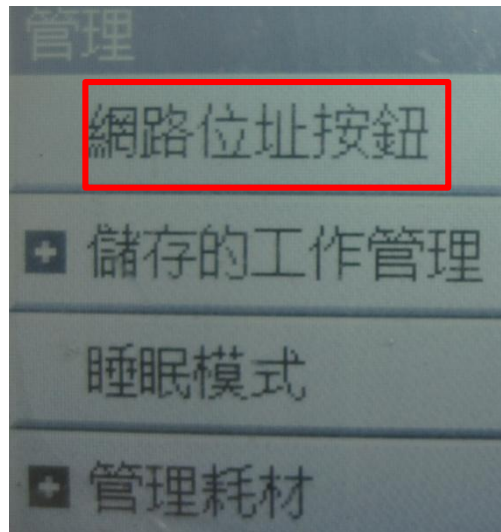 管理
網路位址按鈕
儲存的工作管理
睡眠模式
管理耗材